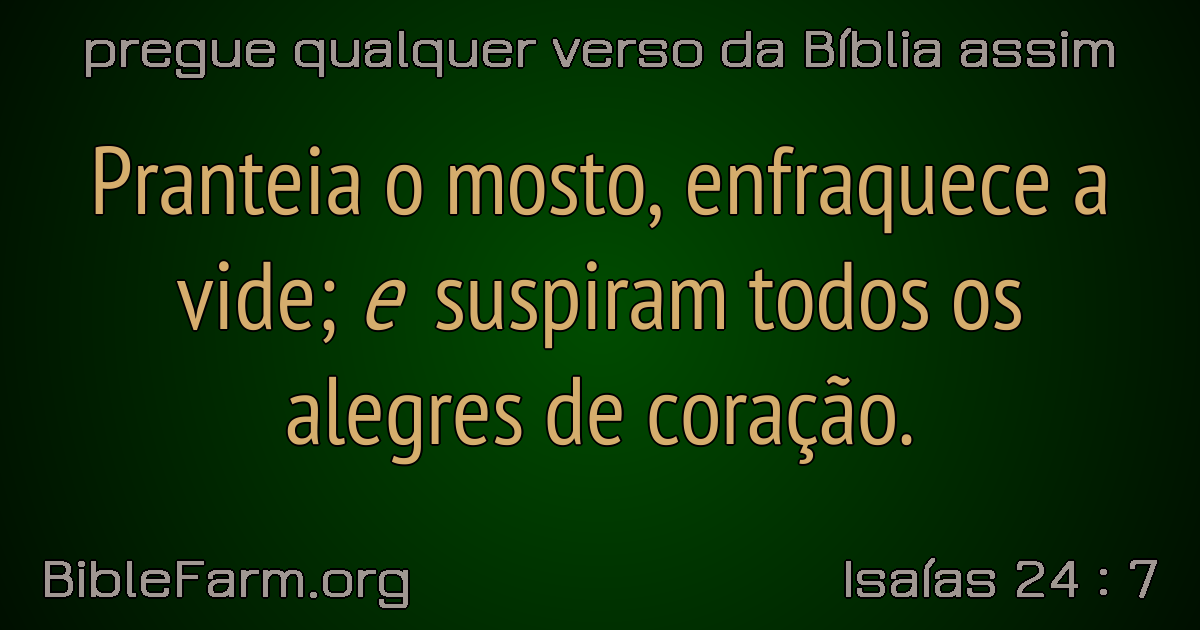 pregue qualquer verso da Bíblia assim
Pranteia o mosto, enfraquece a
vide; e suspiram todos os
alegres de coração.
BibleFarm.org
Isaías 24 : 7